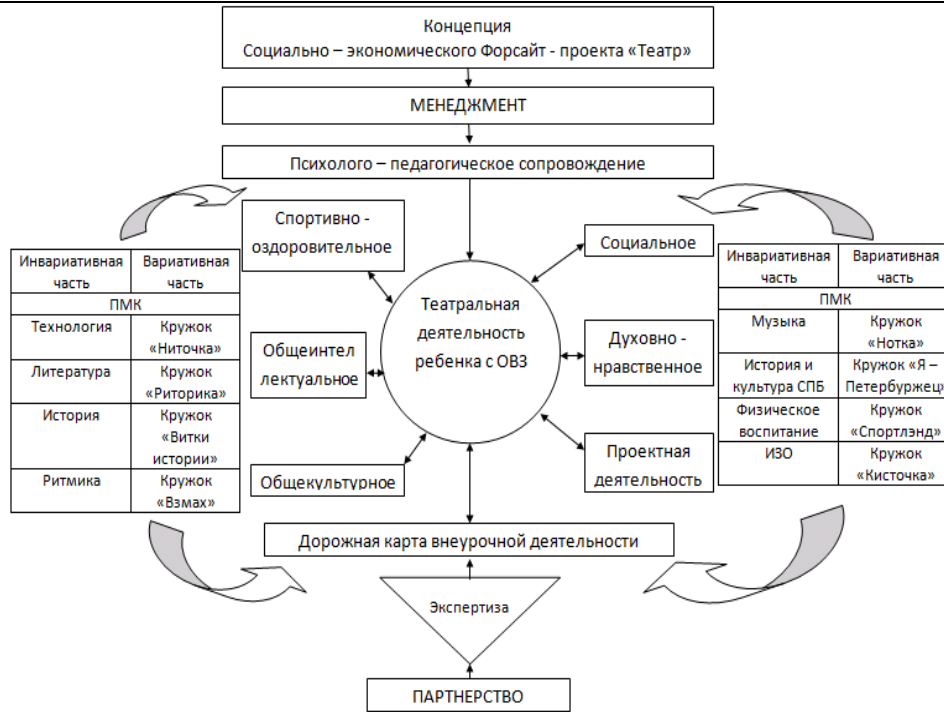 Концепция
Социально – экономического Форсайт - проекта «Театр»
МЕНЕДЖМЕНТ
Психолого – педагогическое сопровождение
Спортивно -
оздоровительное
Социальное
Инвариативная
часть
Вариативная
часть
ПМК
Технология
Кружок
«Ниточка»
Литература
Кружок
«Риторика»
История
Кружок
«Витки
истории»
Ритмика
Кружок
«Взмах»
Театральная
деятельность
ребенка с ОВЗ
Общеинтел
лектуальное
Духовно -
нравственное
Общекультурное
Проектная
деятельность
Инвариативная
часть
Вариативная
часть
ПМК
Музыка
Кружок
«Нотка»
История и
культура СПБ
Кружок «Я –
Петербуржец»
Физическое
воспитание
Кружок
«Спортлэнд»
ИЗО
Кружок
«Кисточка»
Дорожная карта внеурочной деятельности
Экспертиза
ПАРТНЕРСТВО